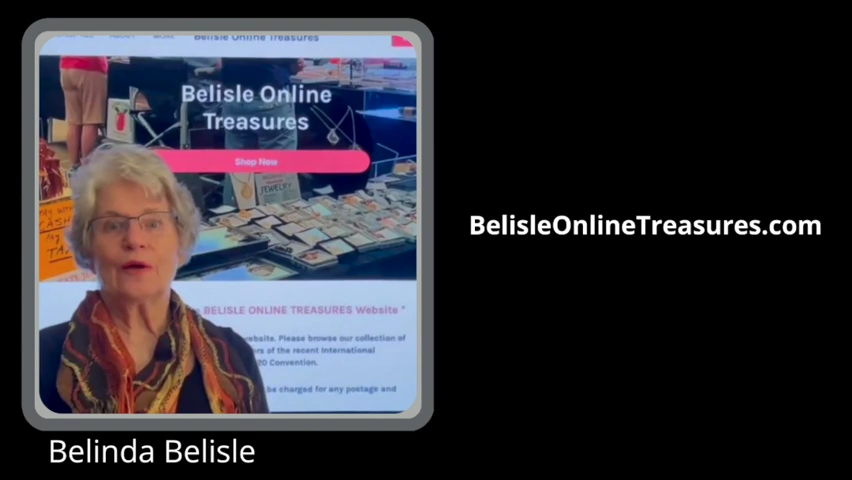 Belisle Online Treasures
Belisle Online
Treasures
Shop Now
JEWELRY
BELISLE ONLINE TREASURES Website *
website. Please browse our collection of
of the recent International
20 Convention.
be charged for any postage and
BelisleOnlineTreasures.com
Belinda Belisle